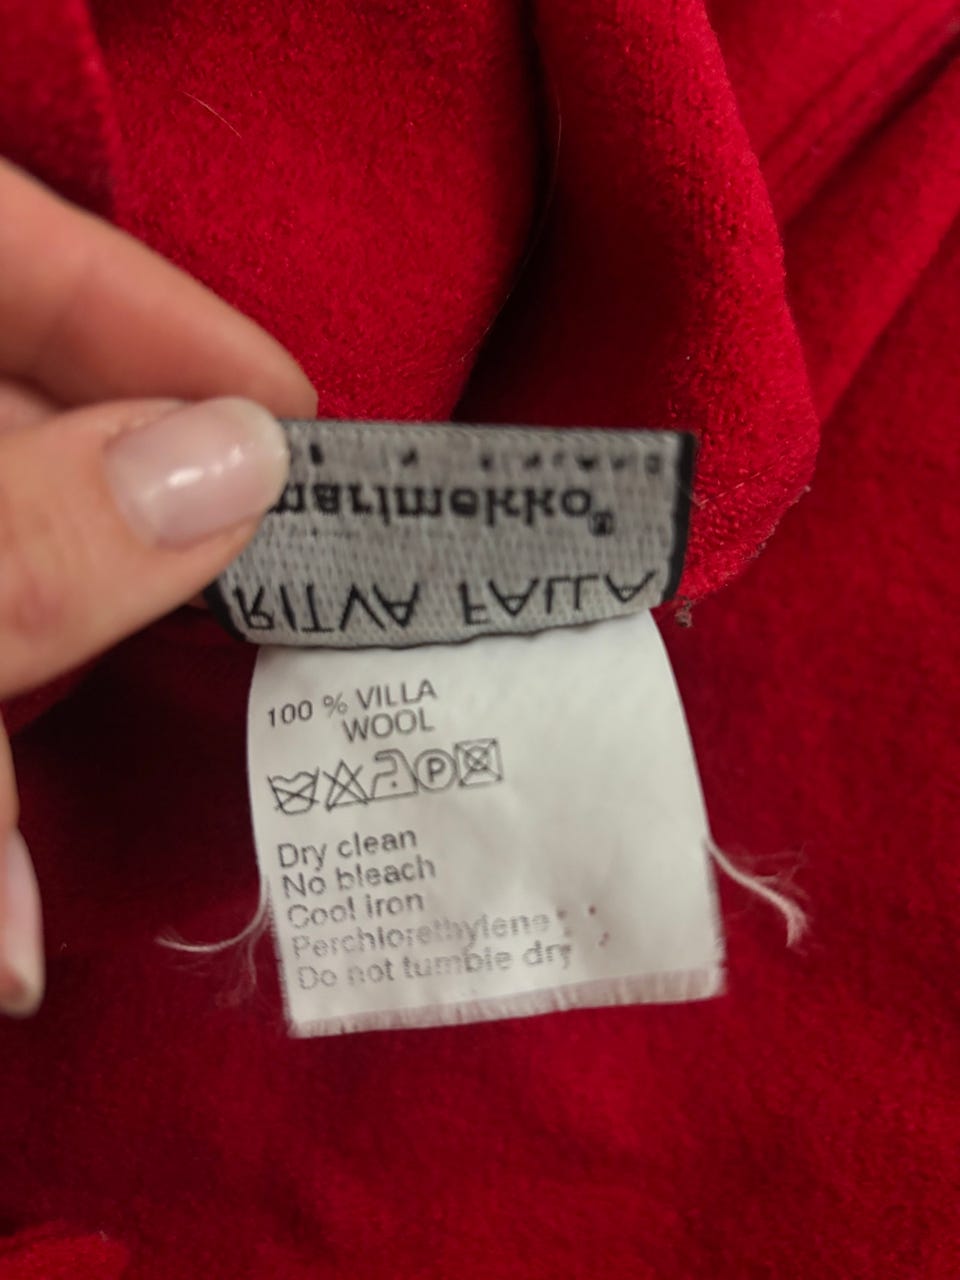 marimekko®
RITVA FALLA
100 % VILLA
WOOL
P
Dry clean
No bleach
Cool iron
Perchlorethylene
Do not tumble dry